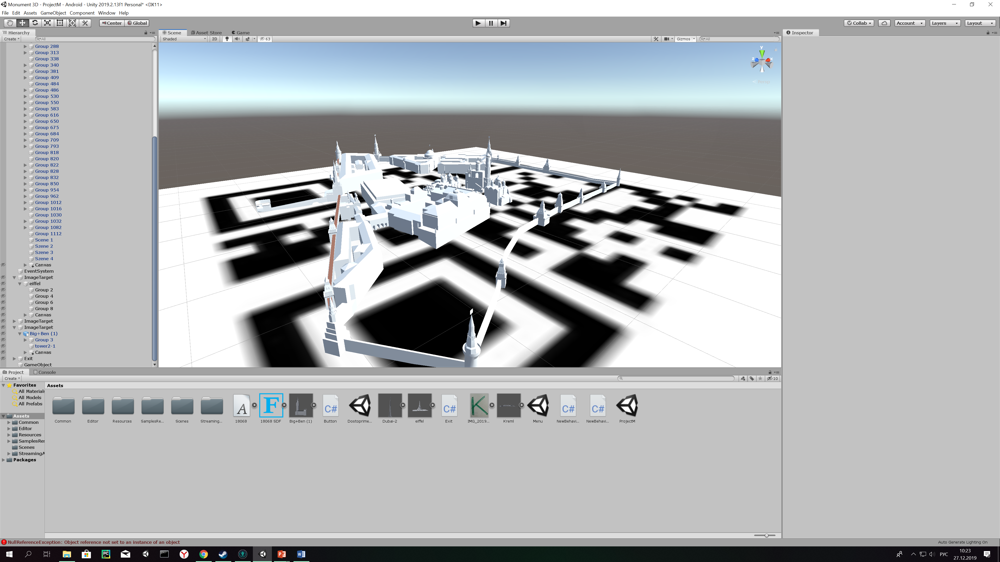 Monument 3D - ProjectM - Android - Unity 2019.2.13f1 Personal* <DX11>
File Edit Assets GameObject Component Window Help
Center Global
Collab Account Layers Layout
Hierarchy
Create All
Group 288
Group 313
Group 338
Group 340
Group 381
Group 409
Group 484
Group 486
Group 530
Group 550
Group 583
Group 616
Group 650
Group 675
Group 684
Group 709
Group 793
Group 818
Group 820
Group 822
Group 828
Group 832
Group 850
Group 954
Group 962
Group 1012
Group 1016
Group 1030
Group 1032
Group 1082
Group 1112
Scene 1
Szene 2
Szene 3
Szene 4
Canvas
EventSystem
ImageTarget
eiffel
Group 2
Group 4
Group 6
Group 8
Canvas
ImageTarget
ImageTarget
Big+Ben (1)
Group 3
tower2-1
Canvas
Exit
GameObject
Scene Asset Store Game
Shaded 2D 63 Gizmos All
y
z x
Persp
Inspector
Project Console
Create 10
Favorites
All Materials
All Models
All Prefabs
Assets
Common
Editor
Resources
SamplesRes
Scenes
StreamingA
Packages
Assets
A F C# C# K C# C#
Common Editor Resources SamplesRe... Scenes Streaming... 18068 18068 SDF Big+Ben (1) Button Dostoprime... Dubai-2 eiffel Exit IMG_2019... Kreml Menu NewBehavi... NewBehavi... ProjectM
NullReferenceException: Object reference not set to an instance of an object
Auto Generate Lighting On
PC
РУС
10:23
27.12.2019